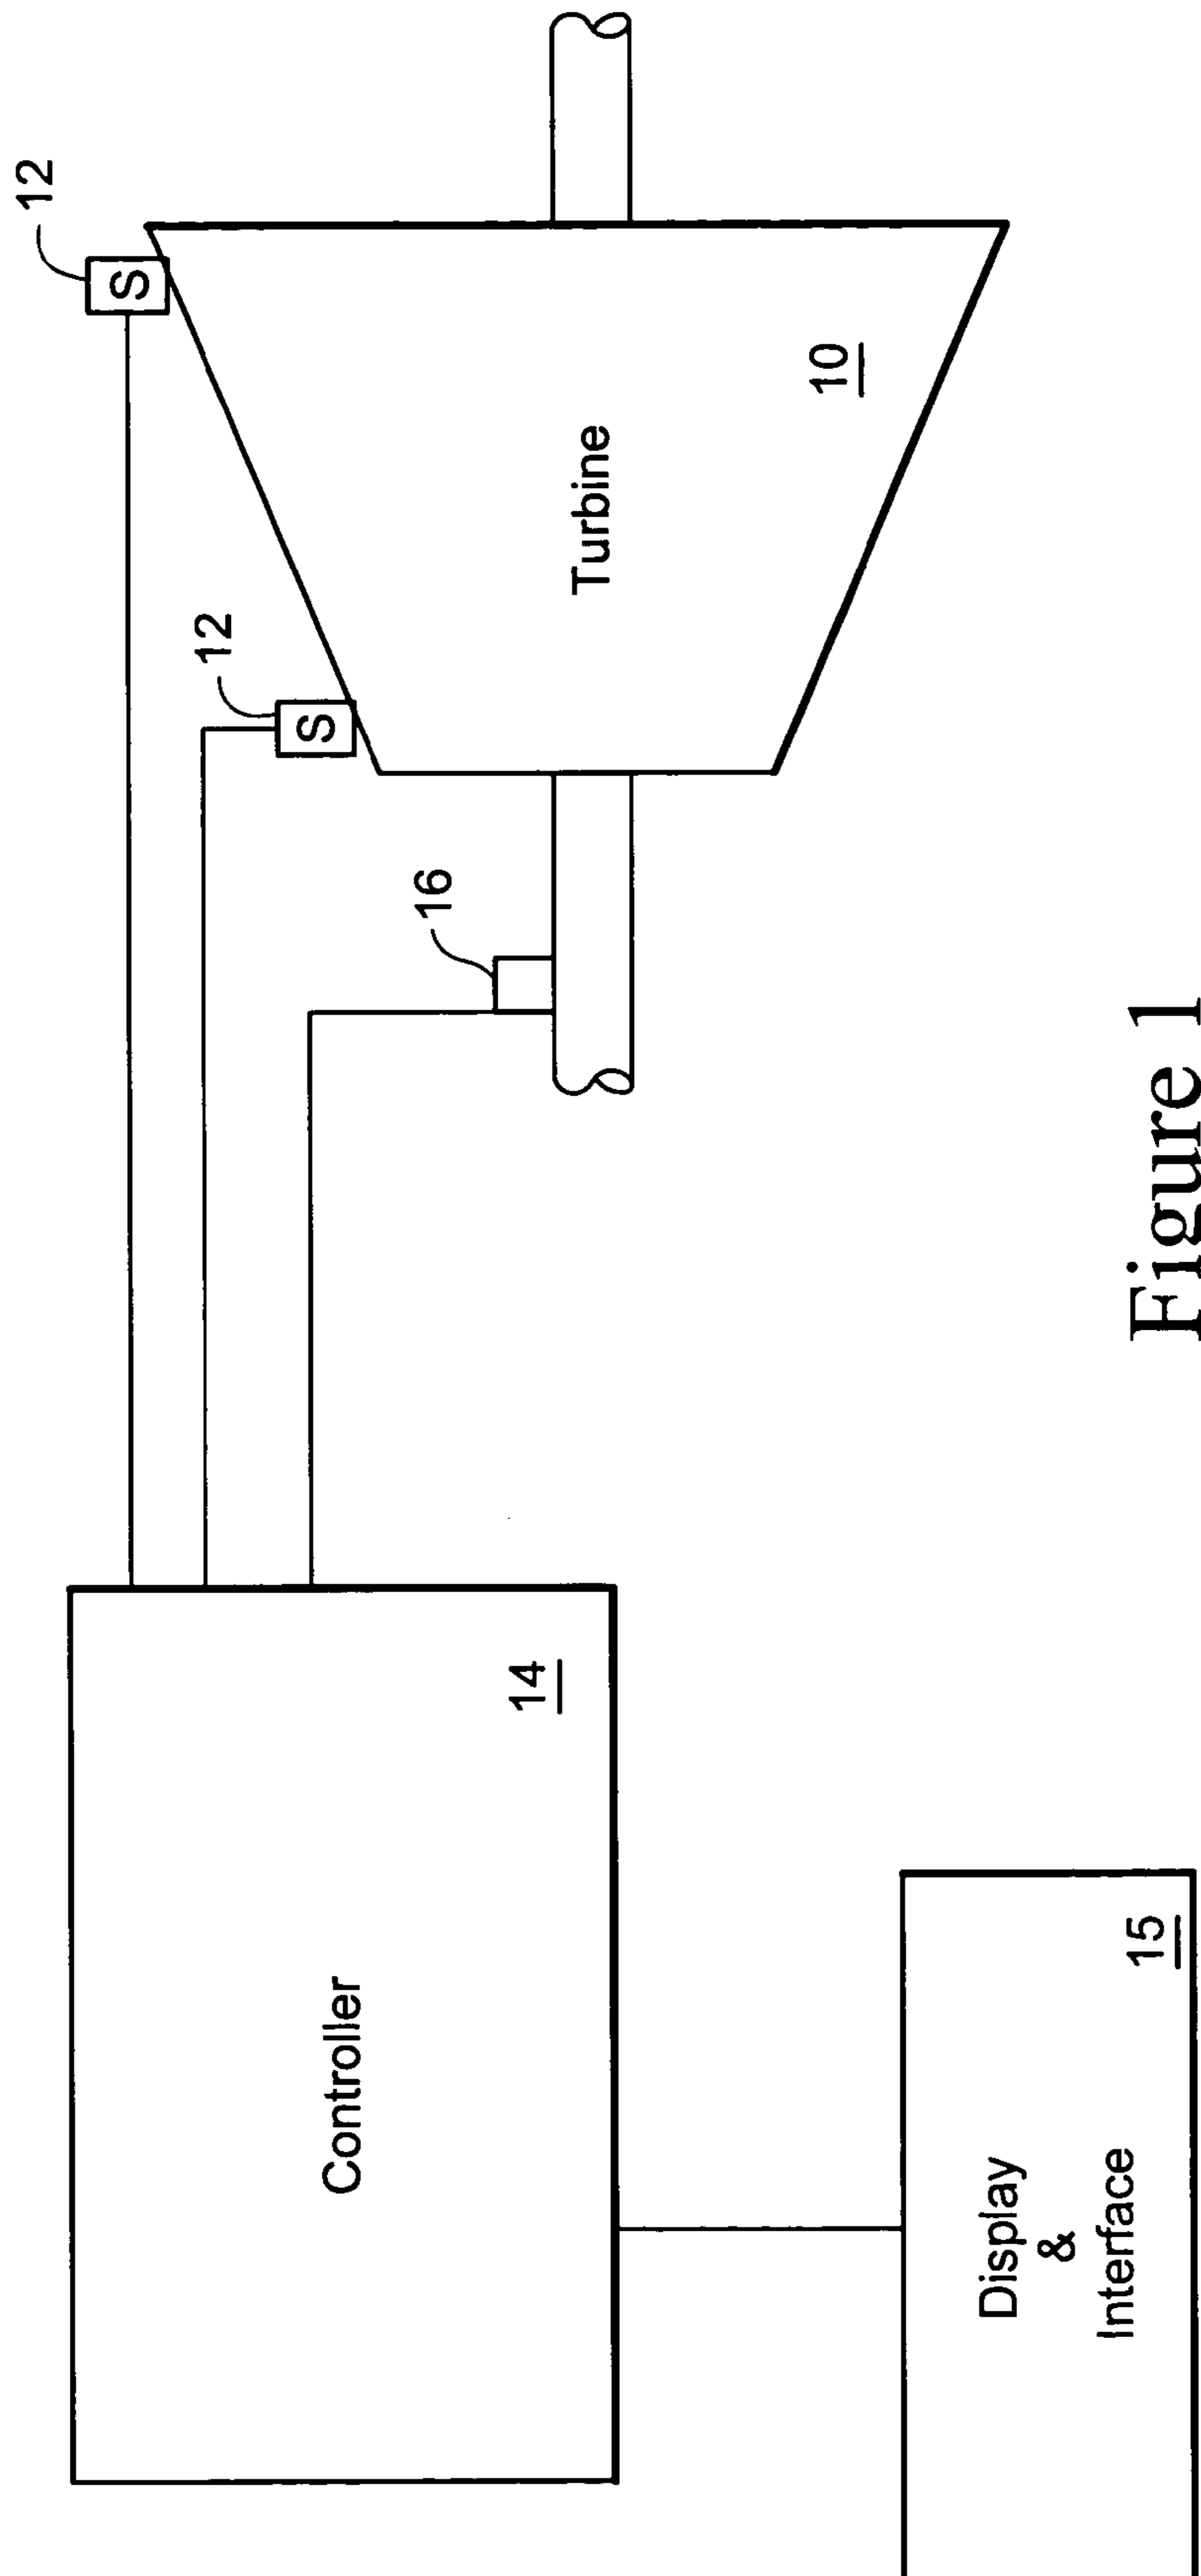 12
S
12
S
16
Turbine
10
Controller
14
Display
&
Interface
15
Figure 1